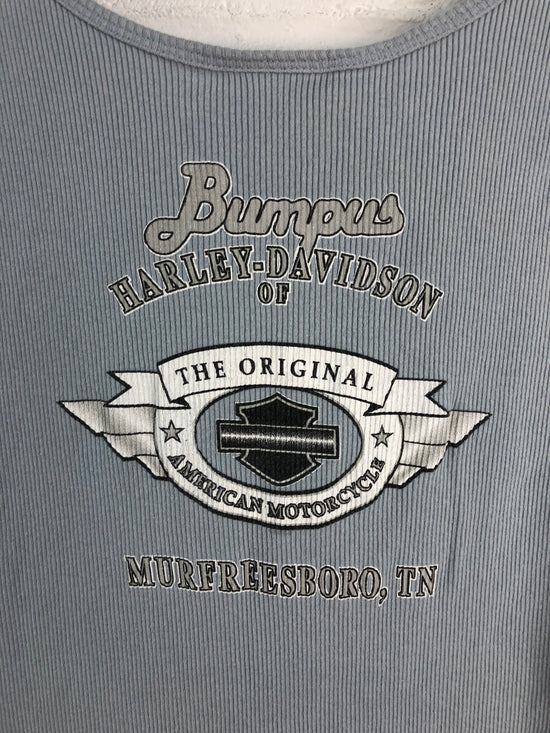 Bumpus
HARLEY-DAVIDSON
OF
THE ORIGINAL
AMERICAN MOTORCYCLE
MURFREESBORO, TN